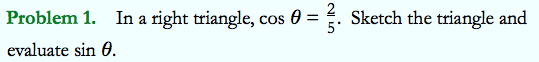 Problem 1. In a right triangle, cos θ = 2/5. Sketch the triangle and
evaluate sin θ.